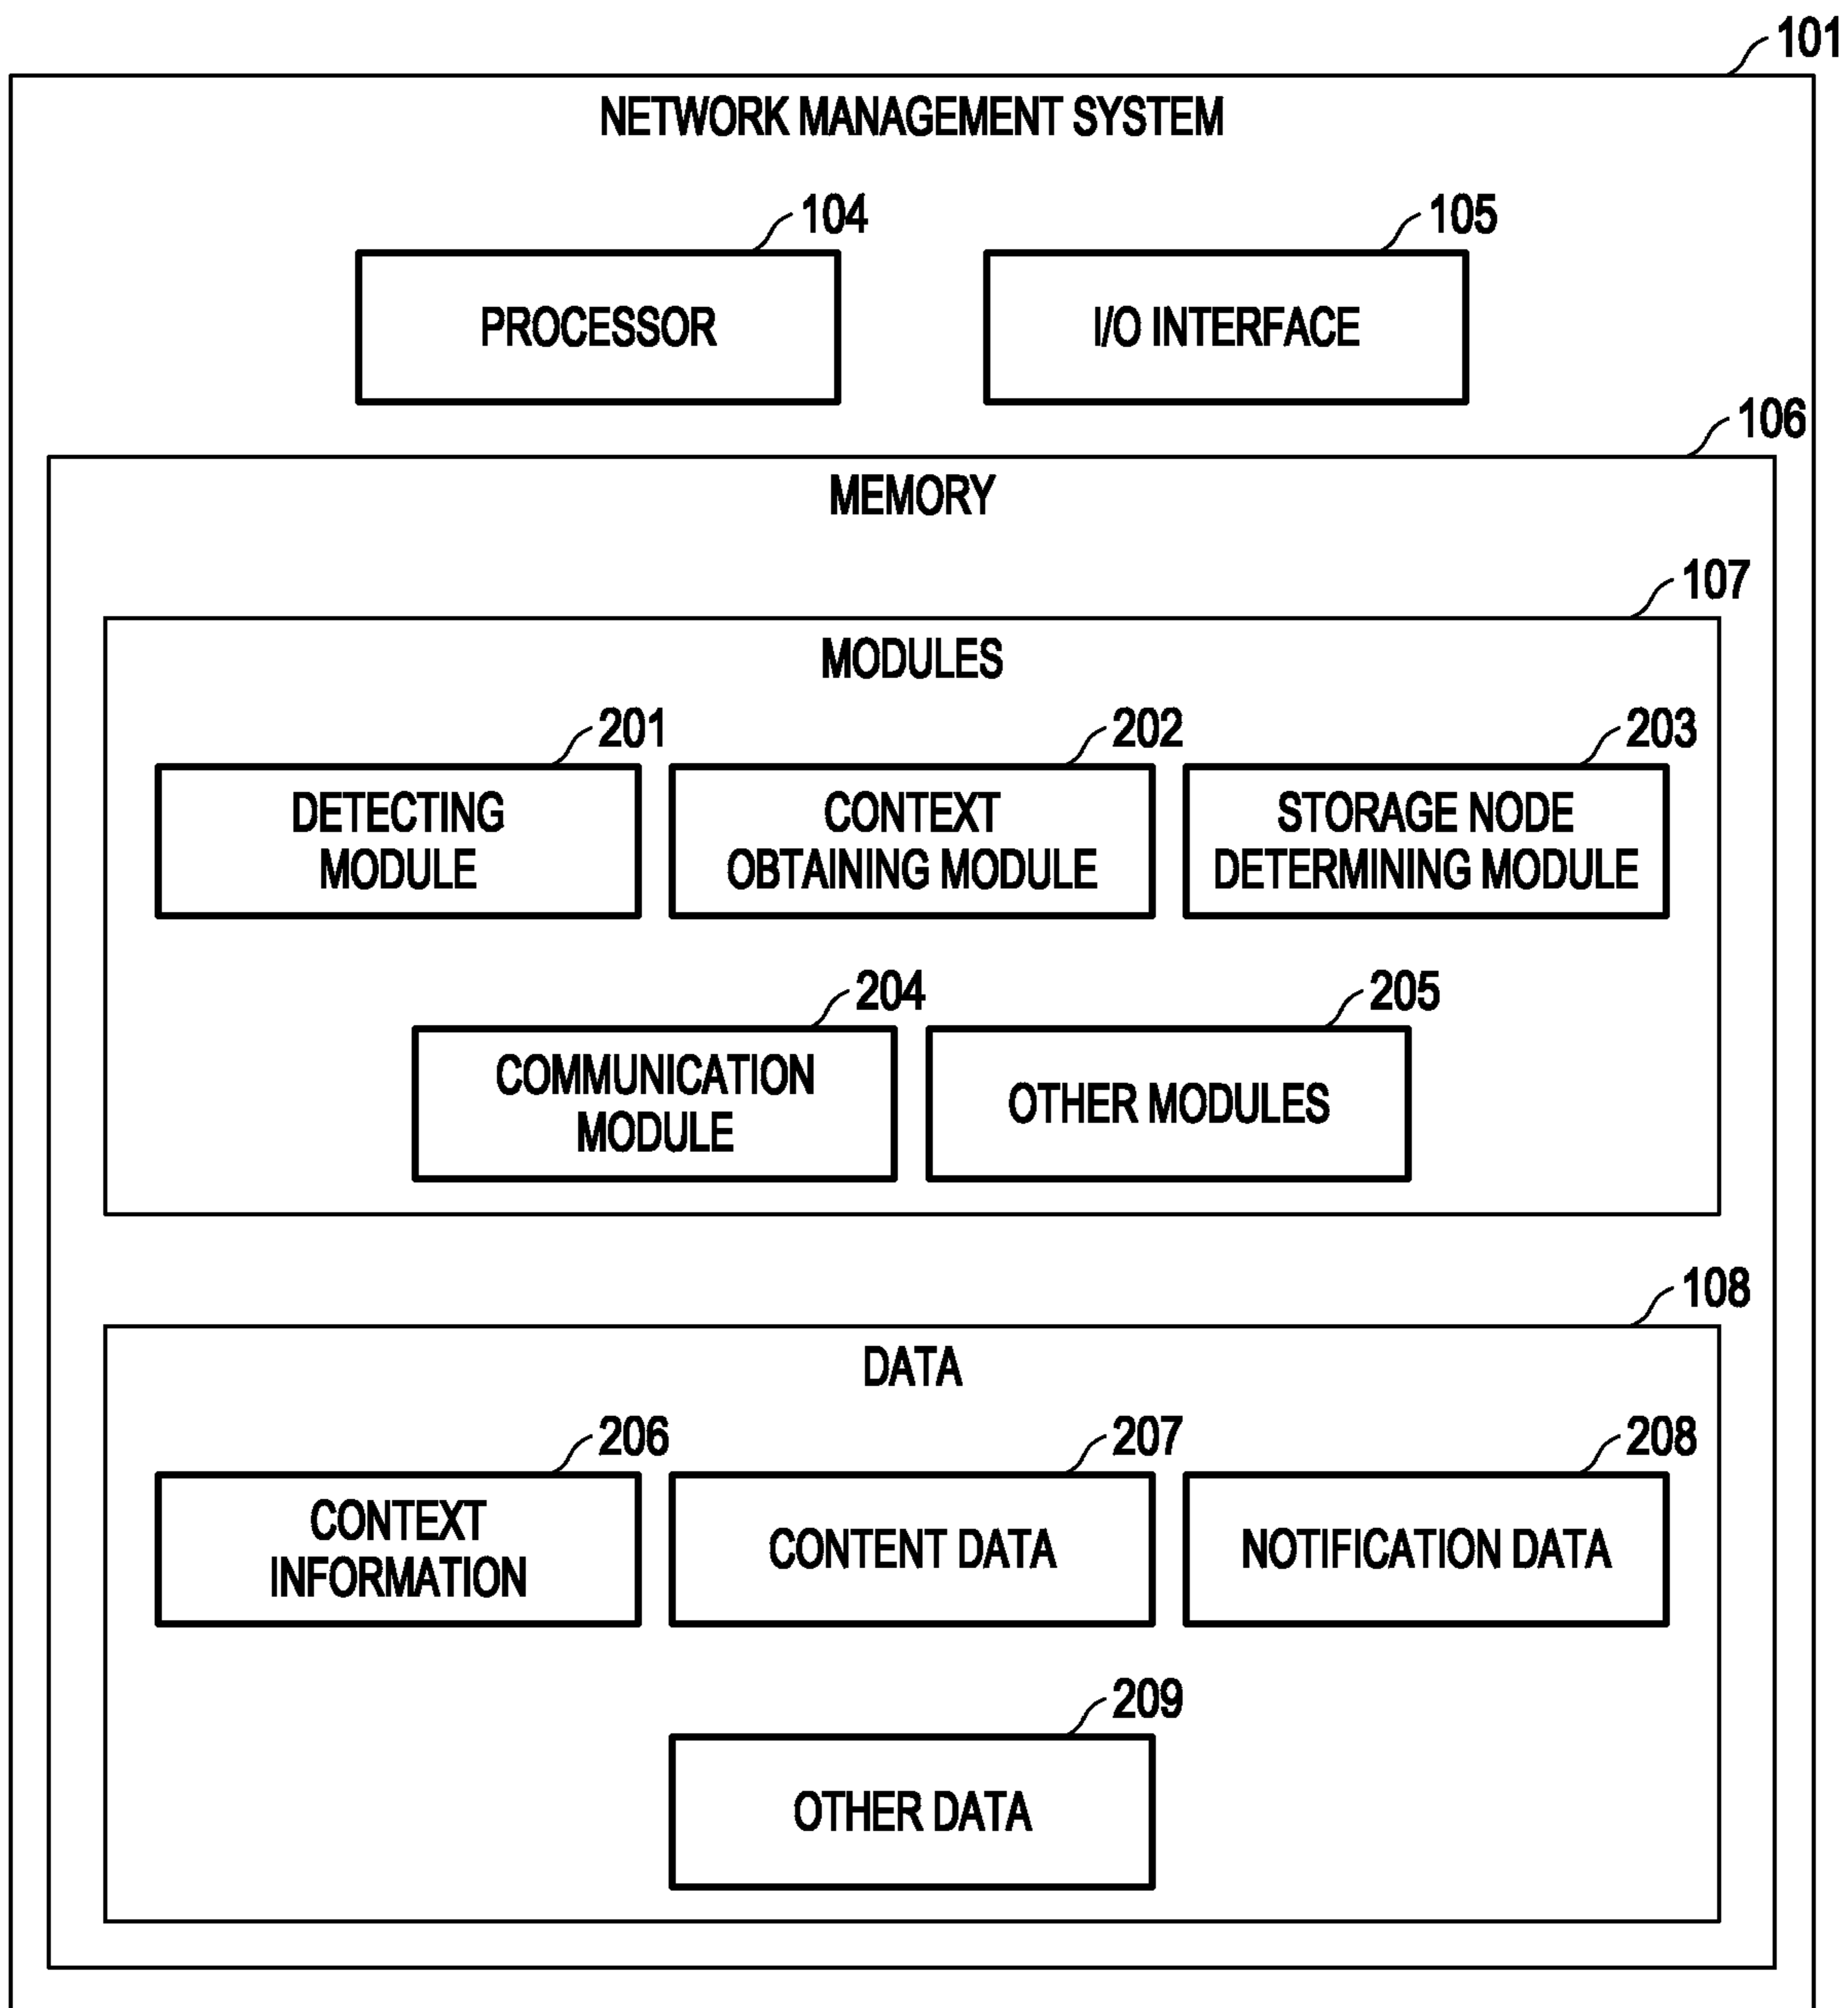 101
NETWORK MANAGEMENT SYSTEM
104
105
PROCESSOR
I/O INTERFACE
106
MEMORY
107
MODULES
201
202
203
DETECTING
MODULE
CONTEXT
OBTAINING MODULE
STORAGE NODE
DETERMINING MODULE
204
205
COMMUNICATION
MODULE
OTHER MODULES
108
DATA
206
207
208
CONTEXT
INFORMATION
CONTENT DATA
NOTIFICATION DATA
209
OTHER DATA